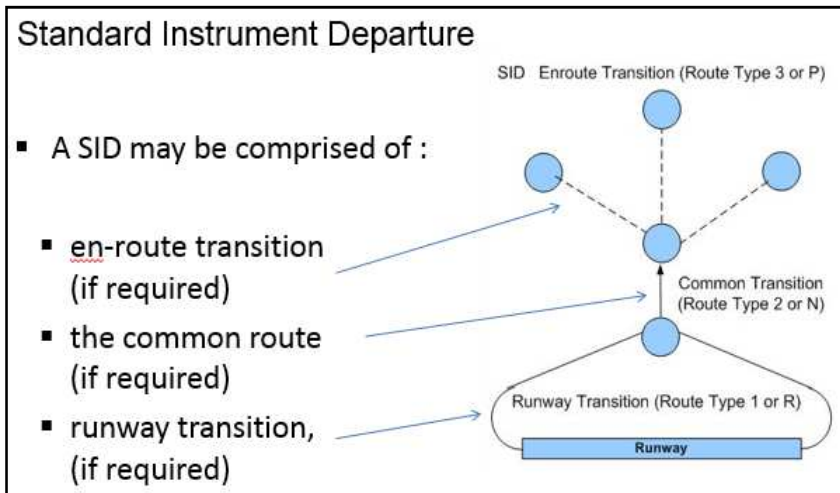 Standard Instrument Departure
▪ A SID may be comprised of :
▪ en-route transition
(if required)
▪ the common route
(if required)
▪ runway transition,
(if required)
SID Enroute Transition (Route Type 3 or P)
Common Transition
(Route Type 2 or N)
Runway Transition (Route Type 1 or R)
Runway